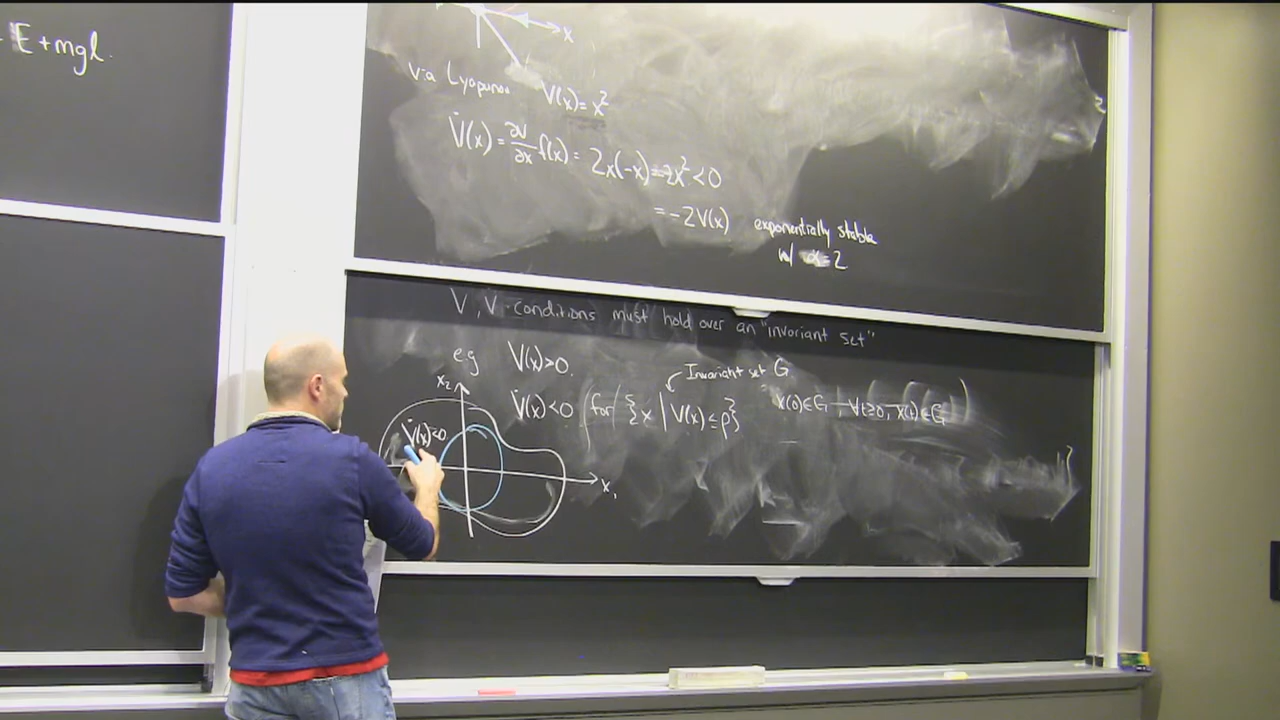 E+mgl.
x
via Lyapunov V(x)=x²
V̇(x) = ∂V/∂x f(x) = 2x(-x) = -2x² < 0
= -2V(x) exponentially stable
w/ α=2
V, V̇ conditions must hold over an "invariant set"
e.g V(x)>0.
Invariant set G
V̇(x)<0 for {x | V(x)≤ρ}
x(0)∈G, ∀t≥0, x(t)∈G
x₂
V̇(x)<0
x₁